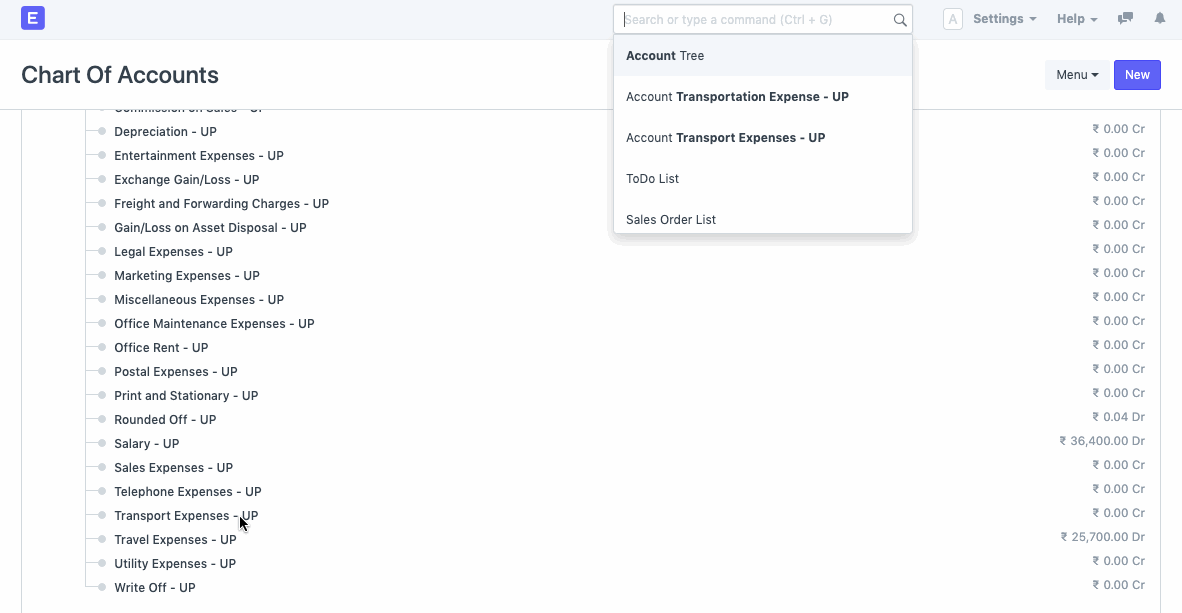 E
Search or type a command (Ctrl + G)
A
Settings
Help
Chart Of Accounts
Menu
New
Account Tree
Account Transportation Expense - UP
Account Transport Expenses - UP
ToDo List
Sales Order List
Commission on Sales - UP
Depreciation - UP ₹ 0.00 Cr
Entertainment Expenses - UP ₹ 0.00 Cr
Exchange Gain/Loss - UP ₹ 0.00 Cr
Freight and Forwarding Charges - UP ₹ 0.00 Cr
Gain/Loss on Asset Disposal - UP ₹ 0.00 Cr
Legal Expenses - UP ₹ 0.00 Cr
Marketing Expenses - UP ₹ 0.00 Cr
Miscellaneous Expenses - UP ₹ 0.00 Cr
Office Maintenance Expenses - UP ₹ 0.00 Cr
Office Rent - UP ₹ 0.00 Cr
Postal Expenses - UP ₹ 0.00 Cr
Print and Stationary - UP ₹ 0.00 Cr
Rounded Off - UP ₹ 0.04 Dr
Salary - UP ₹ 36,400.00 Dr
Sales Expenses - UP ₹ 0.00 Cr
Telephone Expenses - UP ₹ 0.00 Cr
Transport Expenses - UP ₹ 0.00 Cr
Travel Expenses - UP ₹ 25,700.00 Dr
Utility Expenses - UP ₹ 0.00 Cr
Write Off - UP ₹ 0.00 Cr